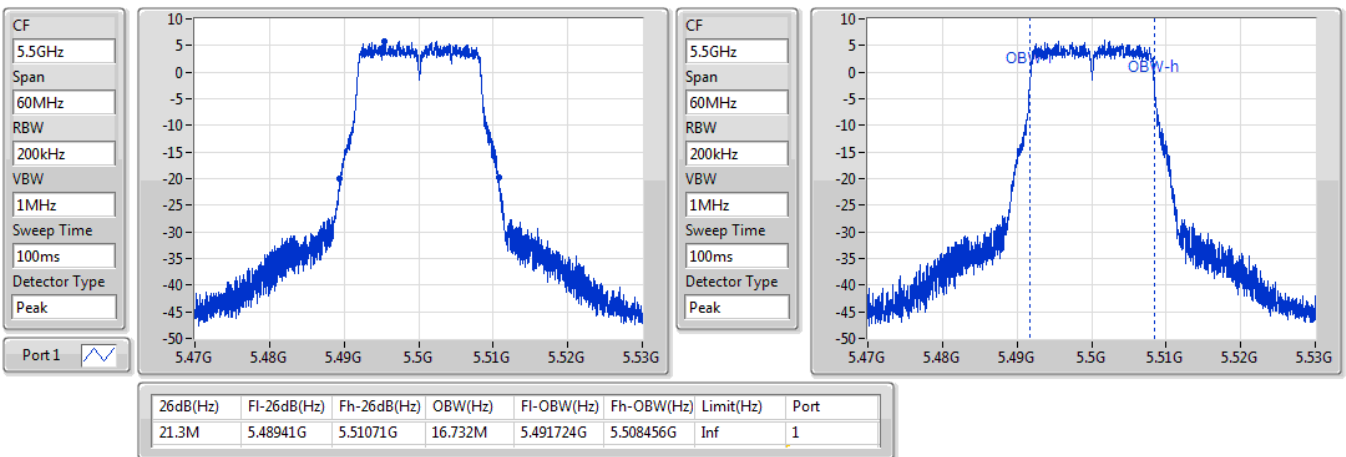 CF
5.5GHz
Span
60MHz
RBW
200kHz
VBW
1MHz
Sweep Time
100ms
Detector Type
Peak
Port 1
10
5
0
-5
-10
-15
-20
-25
-30
-35
-40
-45
-50
5.47G 5.48G 5.49G 5.5G 5.51G 5.52G 5.53G
CF
5.5GHz
Span
60MHz
RBW
200kHz
VBW
1MHz
Sweep Time
100ms
Detector Type
Peak
10
5
0
-5
-10
-15
-20
-25
-30
-35
-40
-45
-50
OBW
OBW-h
5.47G 5.48G 5.49G 5.5G 5.51G 5.52G 5.53G
26dB(Hz) Fl-26dB(Hz) Fh-26dB(Hz) OBW(Hz) Fl-OBW(Hz) Fh-OBW(Hz) Limit(Hz) Port
21.3M 5.48941G 5.51071G 16.732M 5.491724G 5.508456G Inf 1